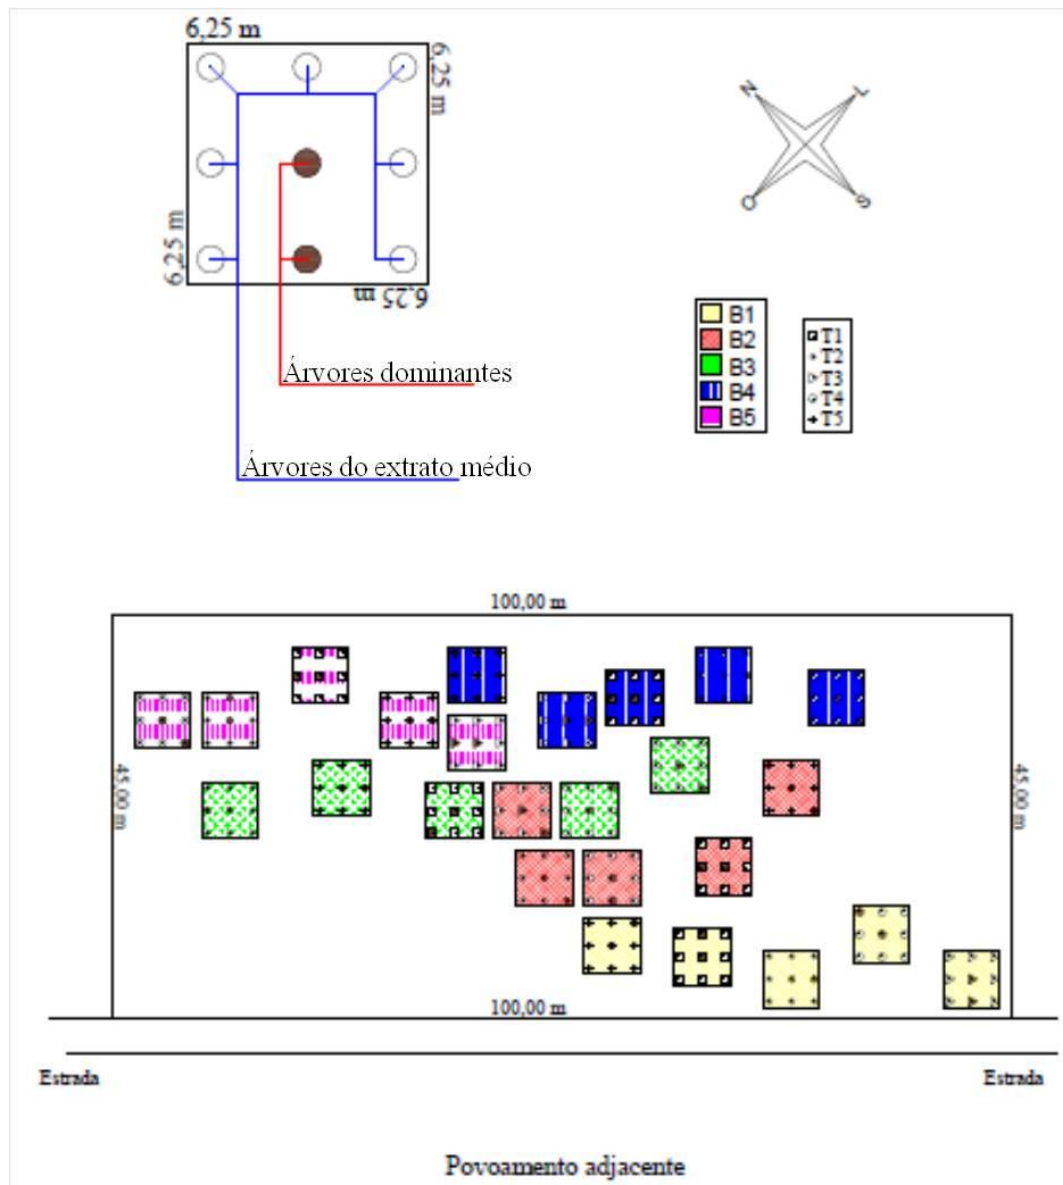 6,25 m
6,25 m
6,25 m
6,25 m
Árvores dominantes
Árvores do extrato médio
N
L
O
S
B1
B2
B3
B4
B5
T1
T2
T3
T4
T5
100,00 m
45,00 m
45,00 m
100,00 m
Estrada
Estrada
Povoamento adjacente